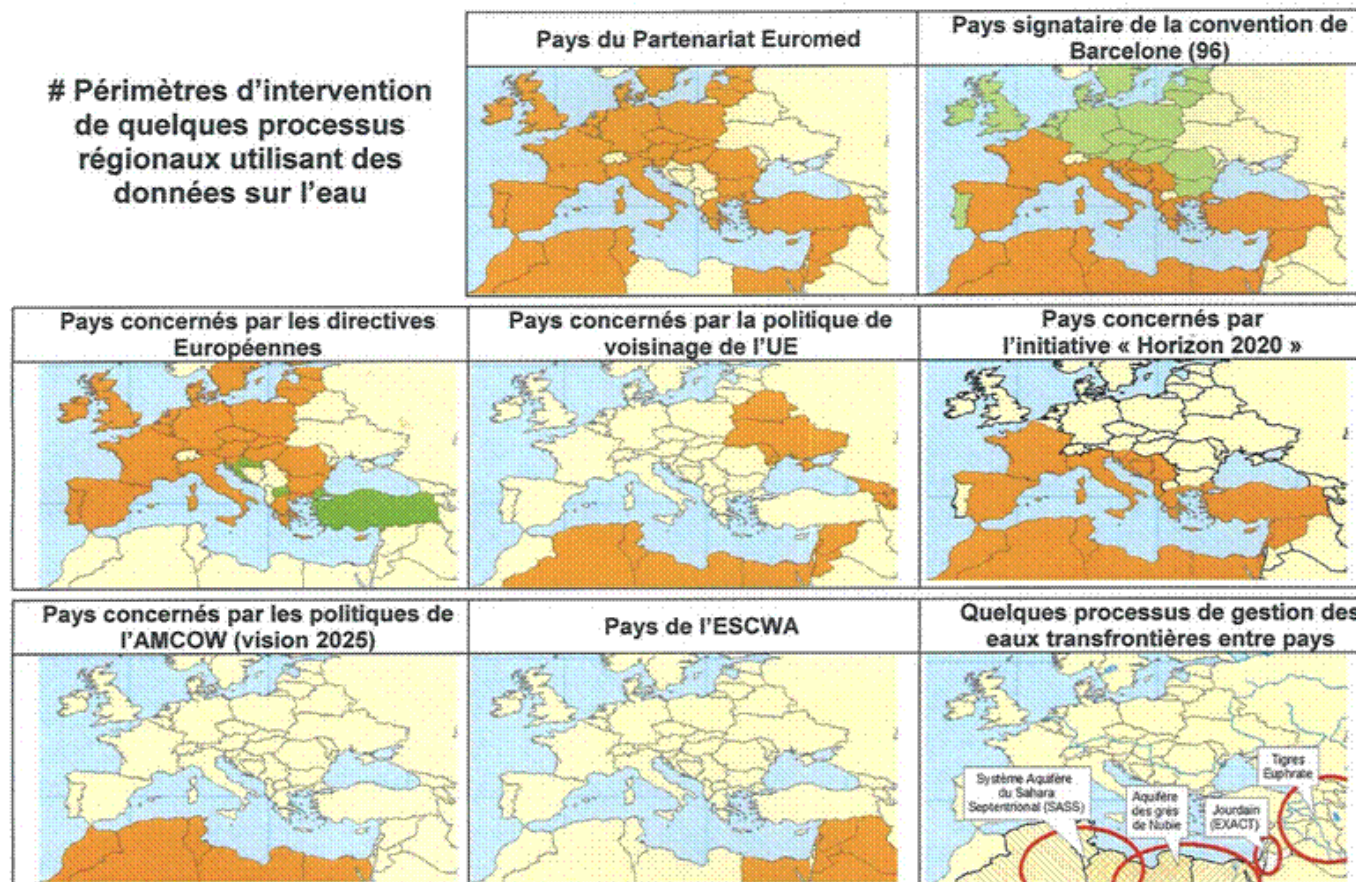 # Périmètres d'intervention
de quelques processus
régionaux utilisant des
données sur l'eau
Pays du Partenariat Euromed
Pays signataire de la convention de
Barcelone (96)
Pays concernés par les directives
Européennes
Pays concernés par la politique de
voisinage de l'UE
Pays concernés par
l'initiative « Horizon 2020 »
Pays concernés par les politiques de
l'AMCOW (vision 2025)
Pays de l'ESCWA
Quelques processus de gestion des
eaux transfrontières entre pays
Système Aquifère
du Sahara
Septentrional (SASS)
Aquifère
des grès
de Nubie
Jourdain
(EXACT)
Tigres
Euphrate